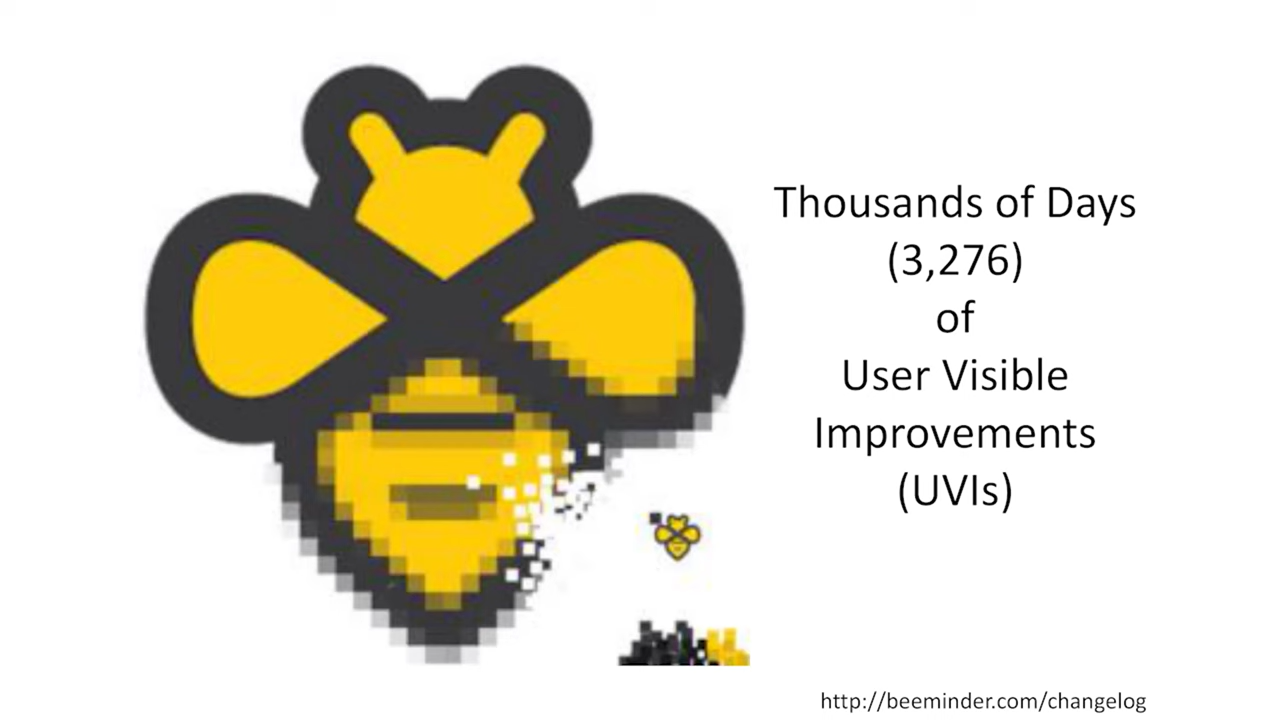 Thousands of Days
(3,276)
of
User Visible
Improvements
(UVIs)
http://beeminder.com/changelog